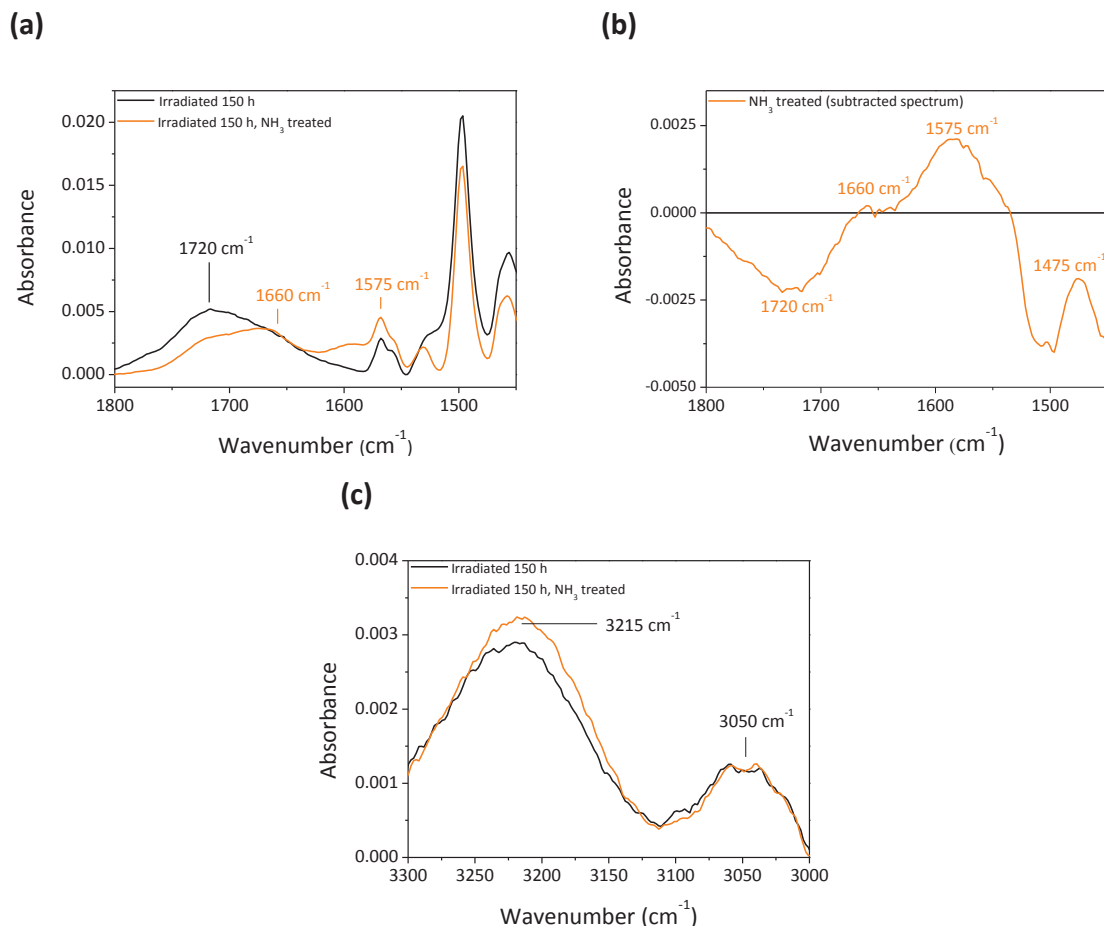 (a)
Irradiated 150 h
Irradiated 150 h, NH₃ treated
0.020
0.015
0.010
0.005
0.000
1720 cm⁻¹
1660 cm⁻¹
1575 cm⁻¹
Absorbance
1800 1700 1600 1500
Wavenumber (cm⁻¹)
(b)
NH₃ treated (subtracted spectrum)
0.0025
0.0000
-0.0025
-0.0050
1575 cm⁻¹
1660 cm⁻¹
1475 cm⁻¹
1720 cm⁻¹
Absorbance
1800 1700 1600 1500
Wavenumber (cm⁻¹)
(c)
Irradiated 150 h
Irradiated 150 h, NH₃ treated
0.004
0.003
0.002
0.001
0.000
3215 cm⁻¹
3050 cm⁻¹
Absorbance
3300 3250 3200 3150 3100 3050 3000
Wavenumber (cm⁻¹)